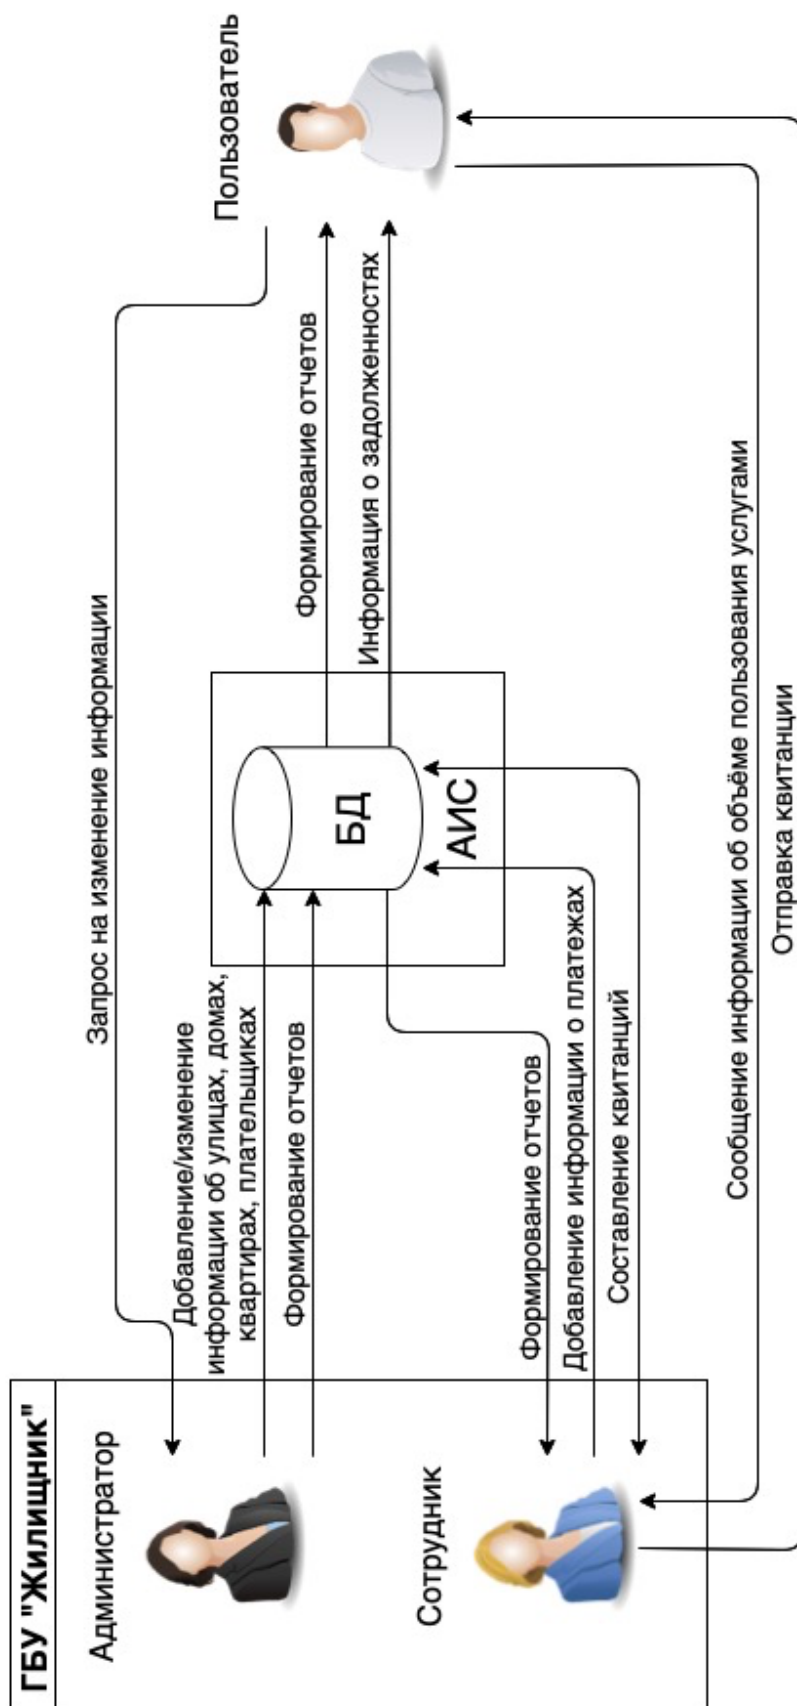 ГБУ "Жилищник"
Администратор
Сотрудник
Запрос на изменение информации
Добавление/изменение
информации об улицах, домах,
квартирах, плательщиках
Формирование отчетов
Формирование отчетов
Добавление информации о платежах
Составление квитанций
БД
АИС
Формирование отчетов
Информация о задолженностях
Пользователь
Сообщение информации об объёме пользования услугами
Отправка квитанции